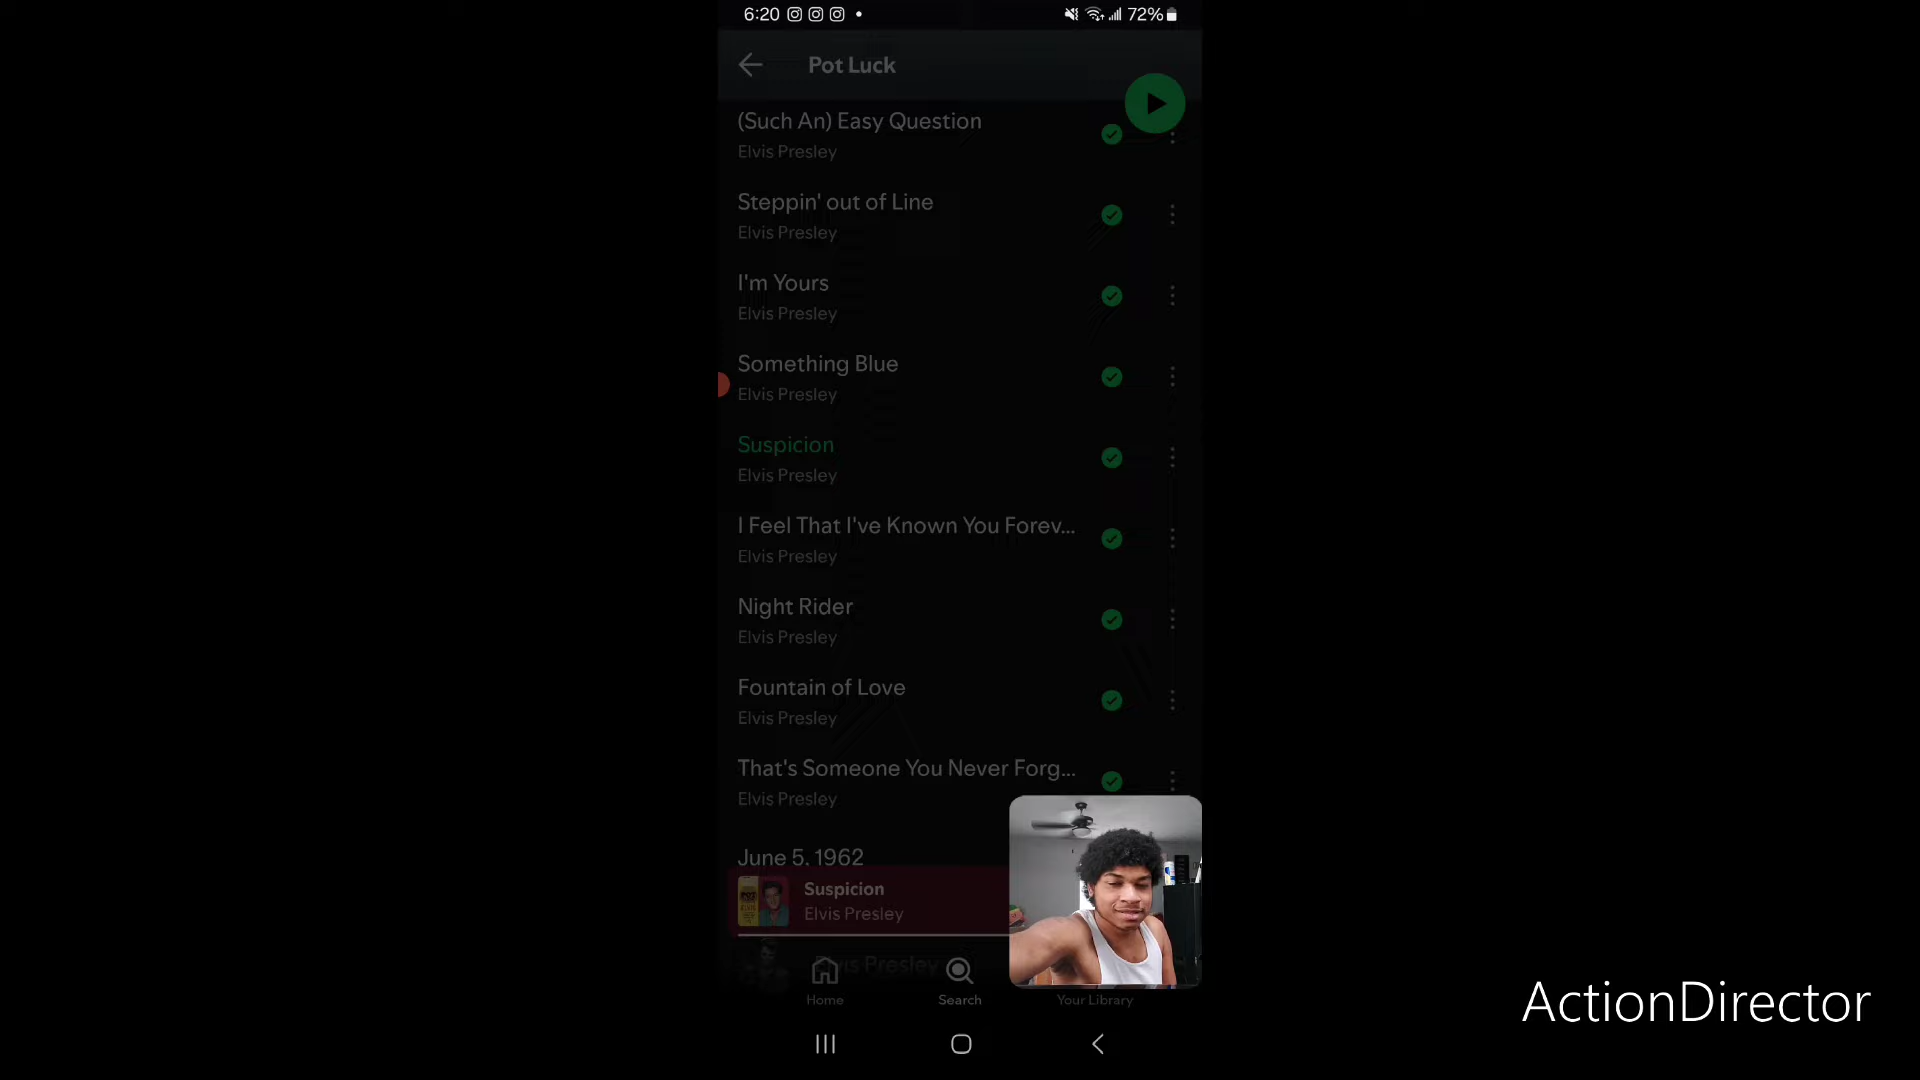 6:20
72%
Pot Luck
(Such An) Easy Question
Elvis Presley
Steppin' out of Line
Elvis Presley
I'm Yours
Elvis Presley
Something Blue
Elvis Presley
Suspicion
Elvis Presley
I Feel That I've Known You Forev...
Elvis Presley
Night Rider
Elvis Presley
Fountain of Love
Elvis Presley
That's Someone You Never Forg...
Elvis Presley
June 5, 1962
Suspicion
Elvis Presley
Elvis Presley
Home
Search
Your Library
ActionDirector